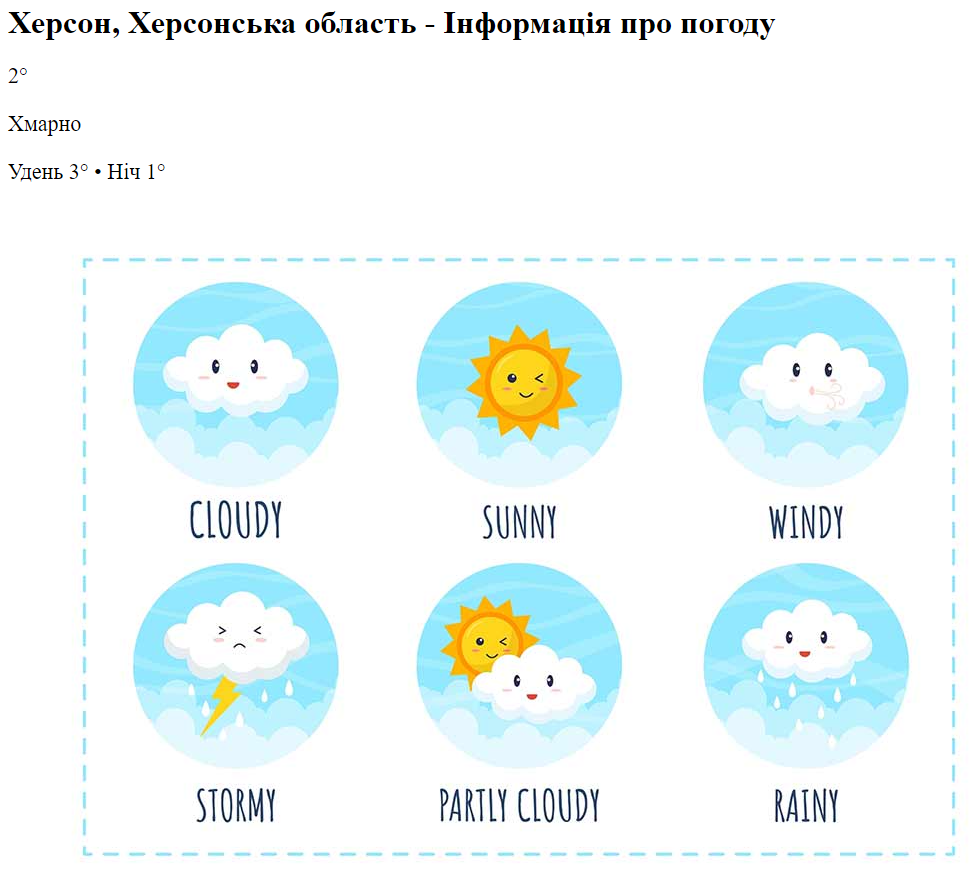 Херсон, Херсонська область - Інформація про погоду
2°
Хмарно
Удень 3° • Ніч 1°
CLOUDY
SUNNY
WINDY
STORMY
PARTLY CLOUDY
RAINY